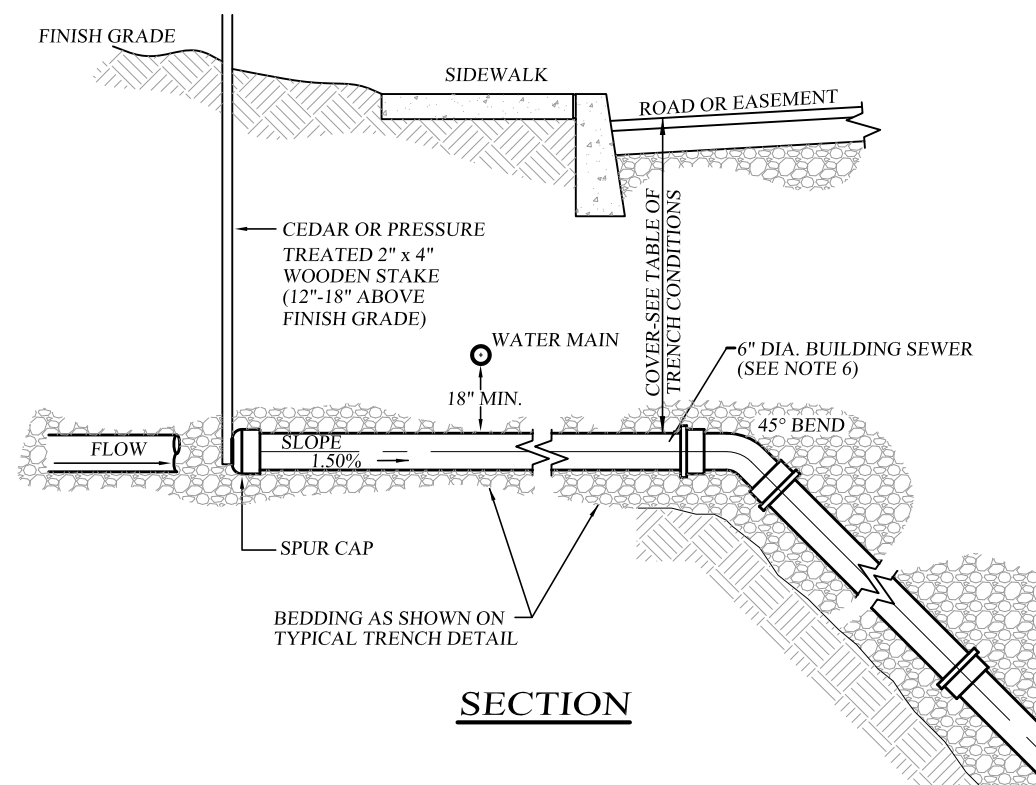 FINISH GRADE
SIDEWALK
ROAD OR EASEMENT
CEDAR OR PRESSURE
TREATED 2" x 4"
WOODEN STAKE
(12"-18" ABOVE
FINISH GRADE)
COVER-SEE TABLE OF
TRENCH CONDITIONS
WATER MAIN
18" MIN.
6" DIA. BUILDING SEWER
(SEE NOTE 6)
45° BEND
FLOW
SLOPE
1.50%
SPUR CAP
BEDDING AS SHOWN ON
TYPICAL TRENCH DETAIL
SECTION